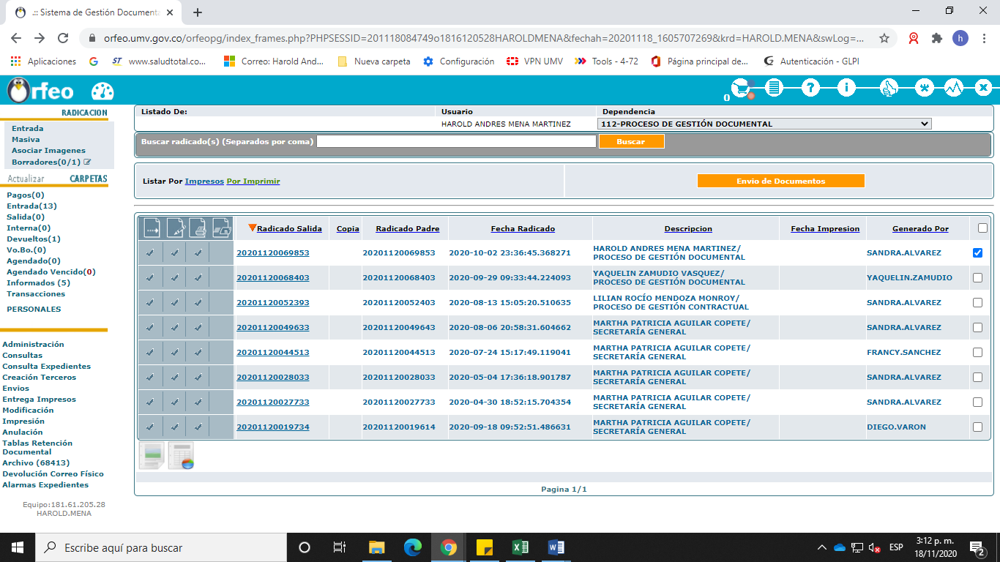 .:: Sistema de Gestión Documenta
orfeo.umv.gov.co/orfeopg/index_frames.php?PHPSESSID=201118084749o1816120528HAROLDMENA&fechah=20201118_1605707269&krd=HAROLD.MENA&swLog=...
h
Aplicaciones
www.saludtotal.co...
Correo: Harold And...
Nueva carpeta
Configuración
VPN UMV
Tools - 4-72
Página principal de...
Autenticación - GLPI
Orfeo
0
RADICACION
Entrada
Masiva
Asociar Imagenes
Borradores(0/1)
Actualizar CARPETAS
Pagos(0)
Entrada(13)
Salida(0)
Interna(0)
Devueltos(1)
Vo.Bo.(0)
Agendado(0)
Agendado Vencido(0)
Informados (5)
Transacciones
PERSONALES
Administración
Consultas
Consulta Expedientes
Creación Terceros
Envios
Entrega Impresos
Modificación
Impresión
Anulación
Tablas Retención
Documental
Archivo (68413)
Devolución Correo Físico
Alarmas Expedientes
Equipo:181.61.205.28
HAROLD.MENA
Listado De: Usuario Dependencia
HAROLD ANDRES MENA MARTINEZ 112-PROCESO DE GESTIÓN DOCUMENTAL
Buscar radicado(s) (Separados por coma) Buscar
Listar Por Impresos Por Imprimir Envio de Documentos
Radicado Salida Copia Radicado Padre Fecha Radicado Descripcion Fecha Impresion Generado Por
20201120069853 20201120069853 2020-10-02 23:36:45.368271 HAROLD ANDRES MENA MARTINEZ/ SANDRA.ALVAREZ
PROCESO DE GESTIÓN DOCUMENTAL
20201120068403 20201120068403 2020-09-29 09:33:44.224093 YAQUELIN ZAMUDIO VASQUEZ/ YAQUELIN.ZAMUDIO
PROCESO DE GESTIÓN DOCUMENTAL
20201120052393 20201120052403 2020-08-13 15:05:20.510635 LILIAN ROCÍO MENDOZA MONROY/ SANDRA.ALVAREZ
PROCESO DE GESTIÓN CONTRACTUAL
20201120049633 20201120049643 2020-08-06 20:58:31.604662 MARTHA PATRICIA AGUILAR COPETE/ SANDRA.ALVAREZ
SECRETARÍA GENERAL
20201120044513 20201120044513 2020-07-24 15:17:49.119041 MARTHA PATRICIA AGUILAR COPETE/ FRANCY.SANCHEZ
SECRETARÍA GENERAL
20201120028033 20201120028033 2020-05-04 17:36:18.901787 MARTHA PATRICIA AGUILAR COPETE/ SANDRA.ALVAREZ
SECRETARÍA GENERAL
20201120027733 20201120027733 2020-04-30 18:52:15.704354 MARTHA PATRICIA AGUILAR COPETE/ SANDRA.ALVAREZ
SECRETARÍA GENERAL
20201120019734 20201120019614 2020-09-18 09:52:51.486631 MARTHA PATRICIA AGUILAR COPETE/ DIEGO.VARON
SECRETARÍA GENERAL
Pagina 1/1
Escribe aquí para buscar
ESP
3:12 p. m.
18/11/2020
2